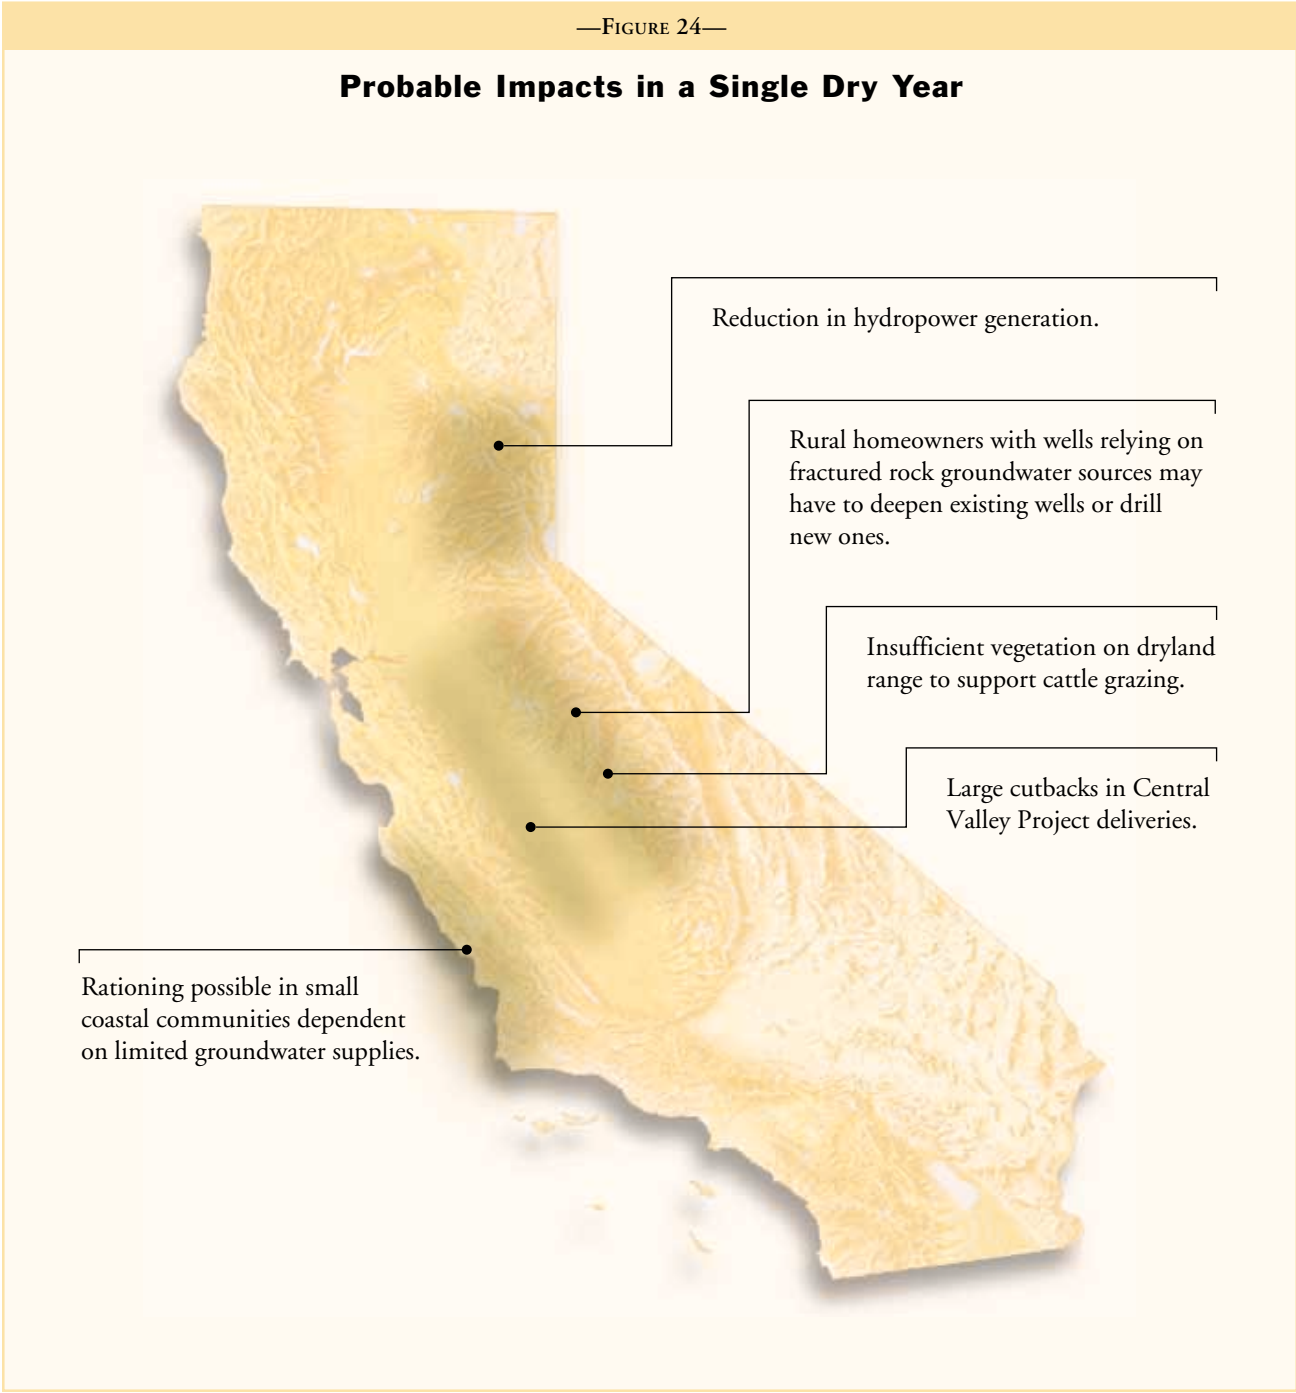 —Figure 24—
Probable Impacts in a Single Dry Year
Reduction in hydropower generation.
Rural homeowners with wells relying on
fractured rock groundwater sources may
have to deepen existing wells or drill
new ones.
Insufficient vegetation on dryland
range to support cattle grazing.
Large cutbacks in Central
Valley Project deliveries.
Rationing possible in small
coastal communities dependent
on limited groundwater supplies.